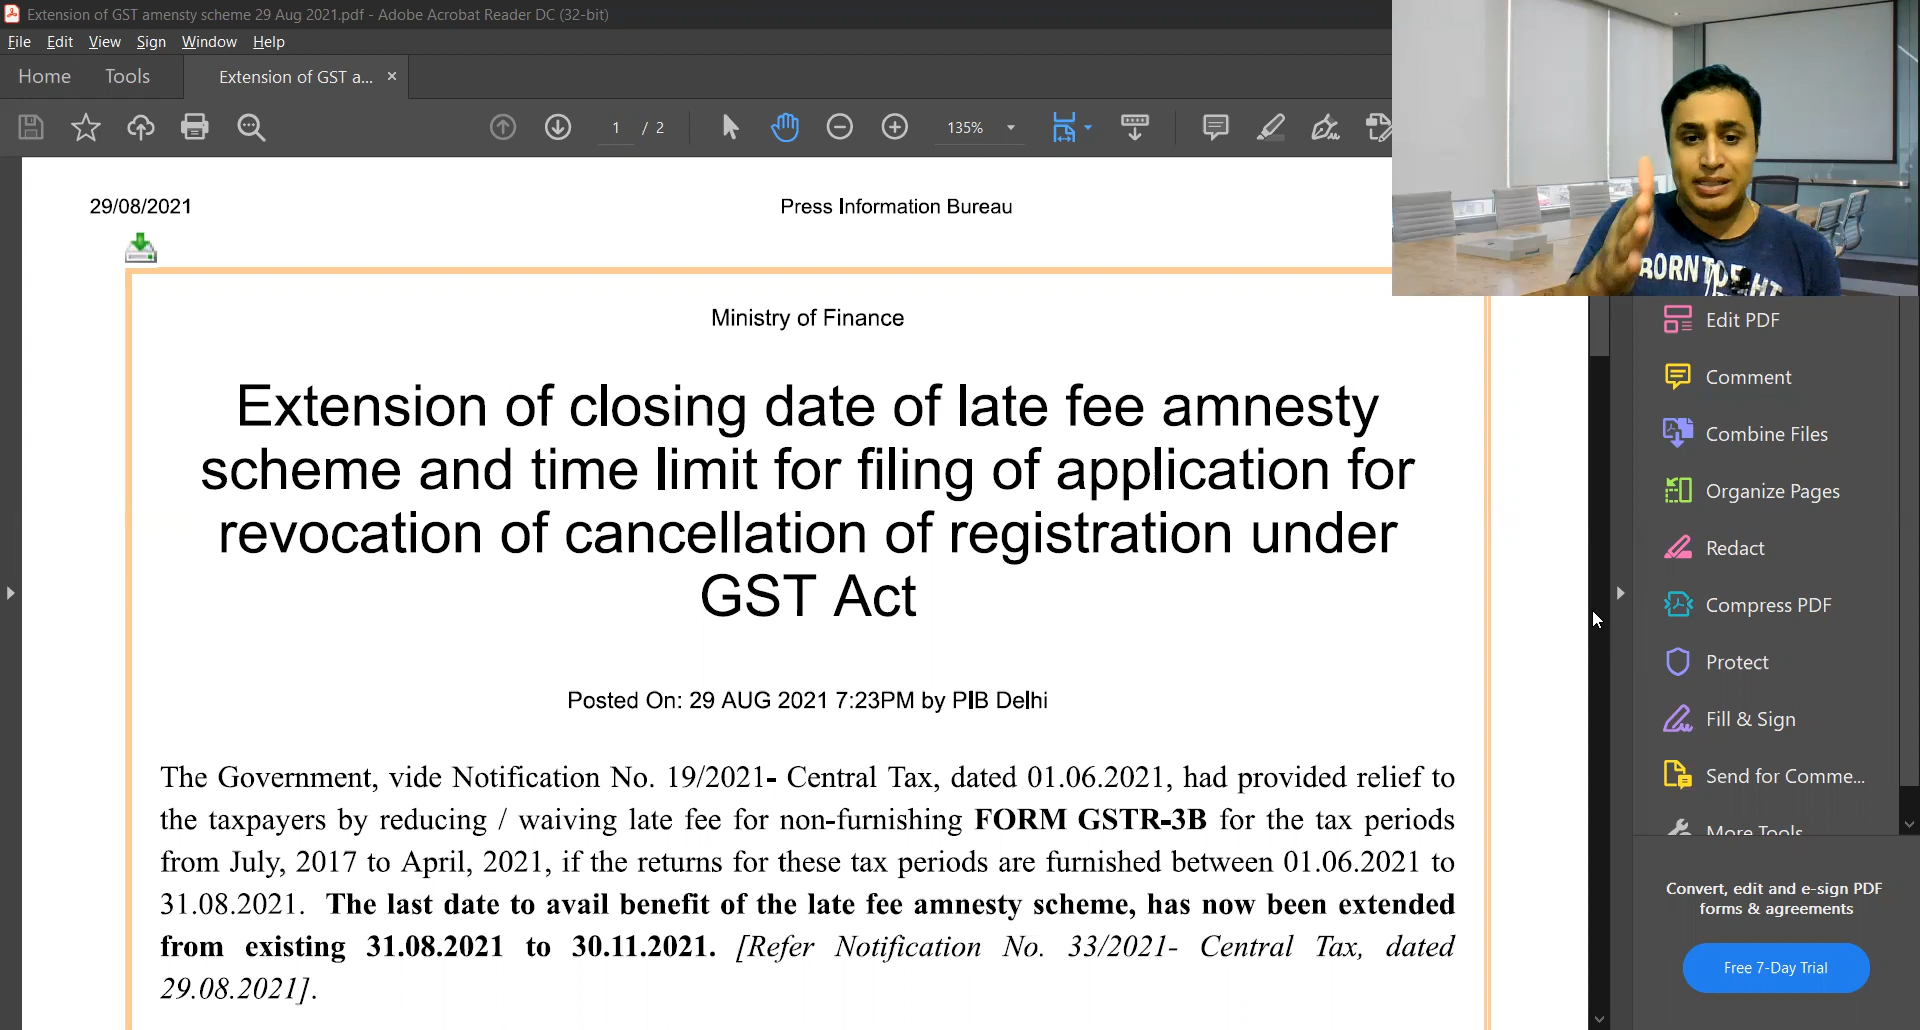 Extension of GST amensty scheme 29 Aug 2021.pdf - Adobe Acrobat Reader DC (32-bit)
File Edit View Sign Window Help
Home Tools Extension of GST a... ×
1 / 2 135%
29/08/2021 Press Information Bureau
Ministry of Finance
Extension of closing date of late fee amnesty
scheme and time limit for filing of application for
revocation of cancellation of registration under
GST Act
Posted On: 29 AUG 2021 7:23PM by PIB Delhi
The Government, vide Notification No. 19/2021- Central Tax, dated 01.06.2021, had provided relief to
the taxpayers by reducing / waiving late fee for non-furnishing FORM GSTR-3B for the tax periods
from July, 2017 to April, 2021, if the returns for these tax periods are furnished between 01.06.2021 to
31.08.2021. The last date to avail benefit of the late fee amnesty scheme, has now been extended
from existing 31.08.2021 to 30.11.2021. [Refer Notification No. 33/2021- Central Tax, dated
29.08.2021].
BORN TO
Edit PDF
Comment
Combine Files
Organize Pages
Redact
Compress PDF
Protect
Fill & Sign
Send for Comme...
More Tools
Convert, edit and e-sign PDF
forms & agreements
Free 7-Day Trial